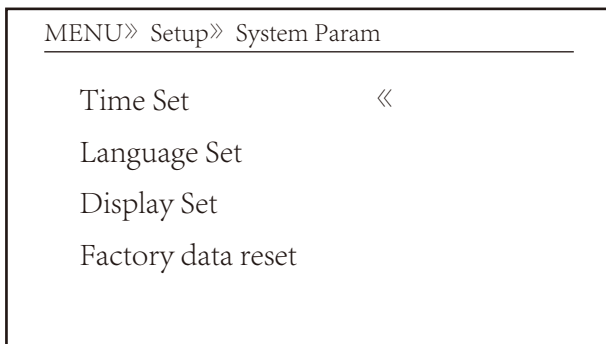 MENU》 Setup》 System Param
Time Set 《
Language Set
Display Set
Factory data reset